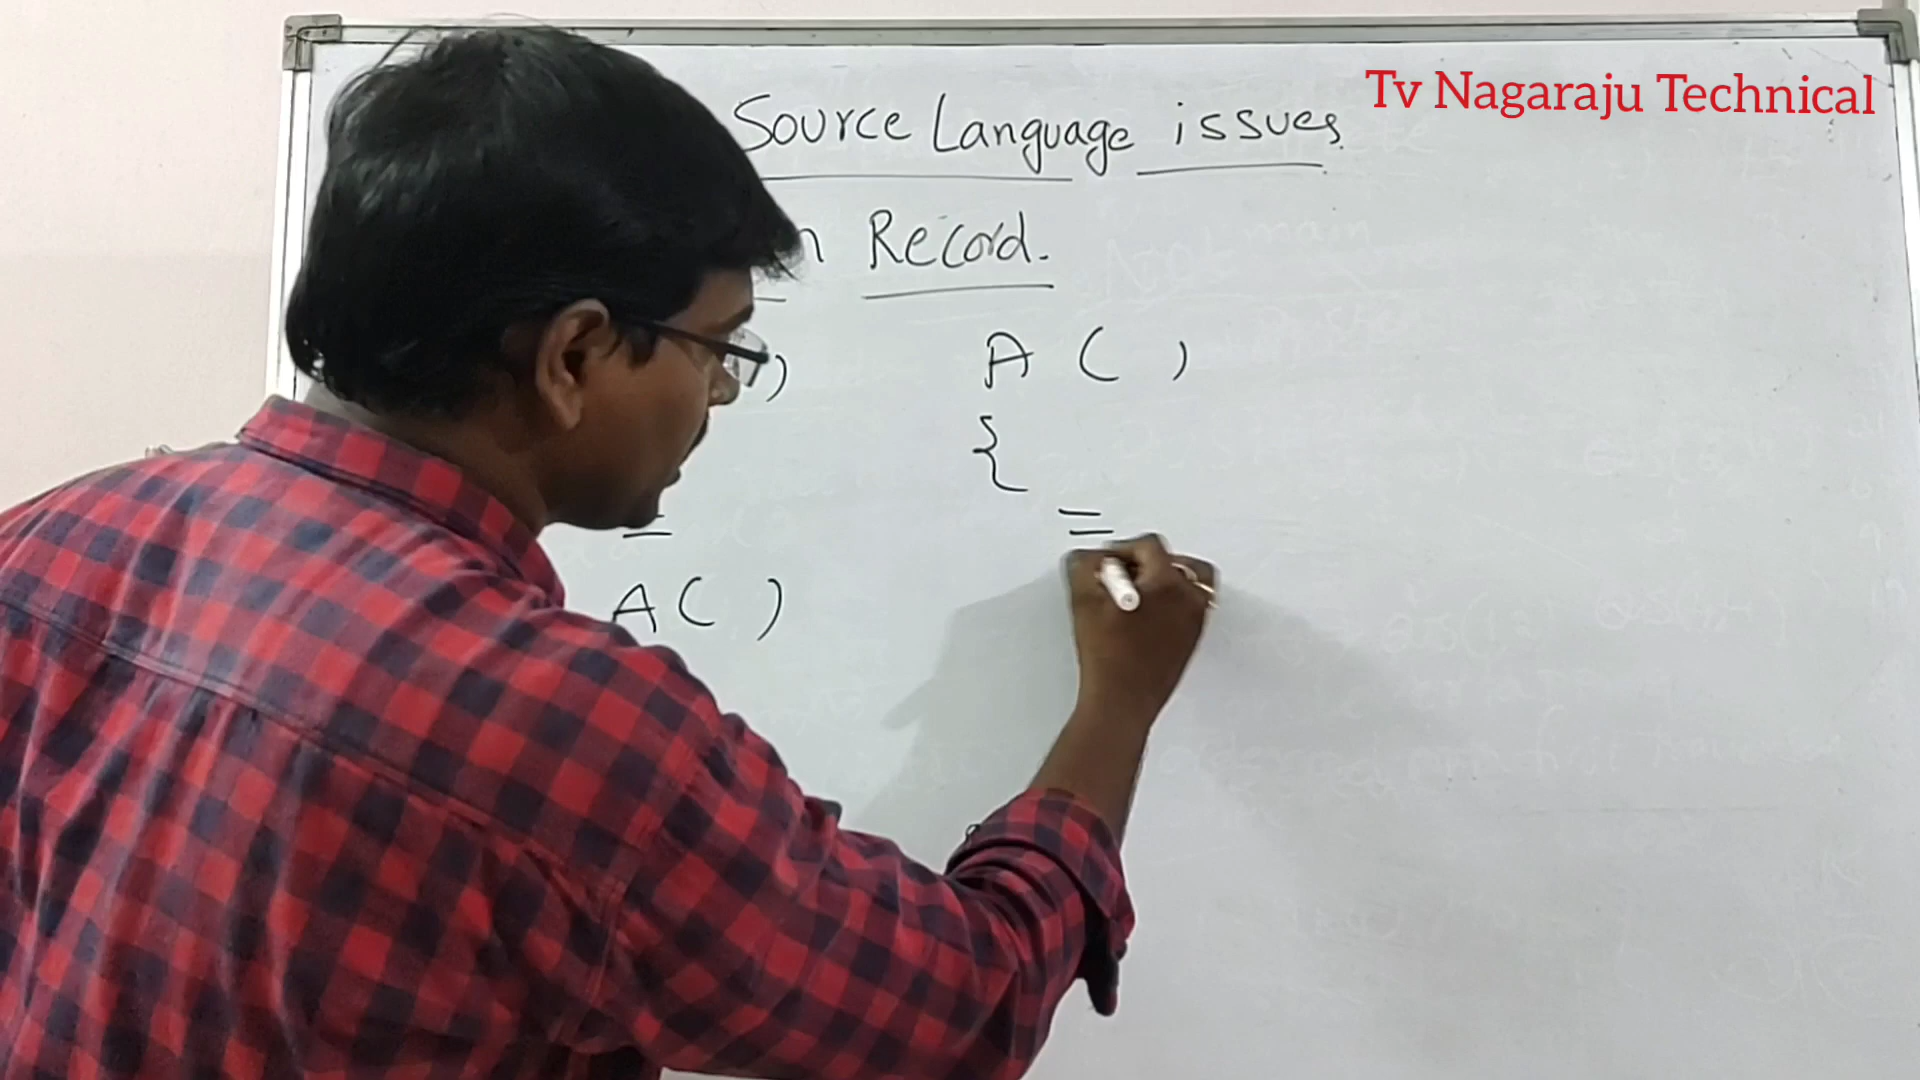 Source Language issues.
Tv Nagaraju Technical
Record.
)
A ( )
{
=
=
A ( )